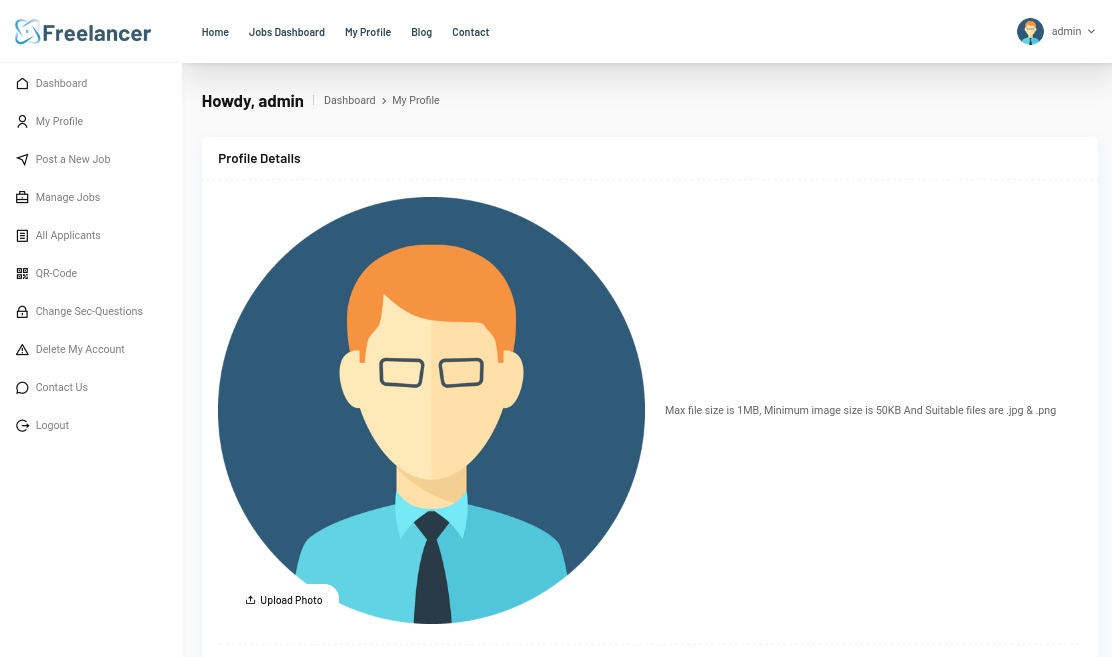 Freelancer
Home Jobs Dashboard My Profile Blog Contact
admin
Dashboard
My Profile
Post a New Job
Manage Jobs
All Applicants
QR-Code
Change Sec-Questions
Delete My Account
Contact Us
Logout
Howdy, admin Dashboard > My Profile
Profile Details
Max file size is 1MB, Minimum image size is 50KB And Suitable files are .jpg & .png
Upload Photo